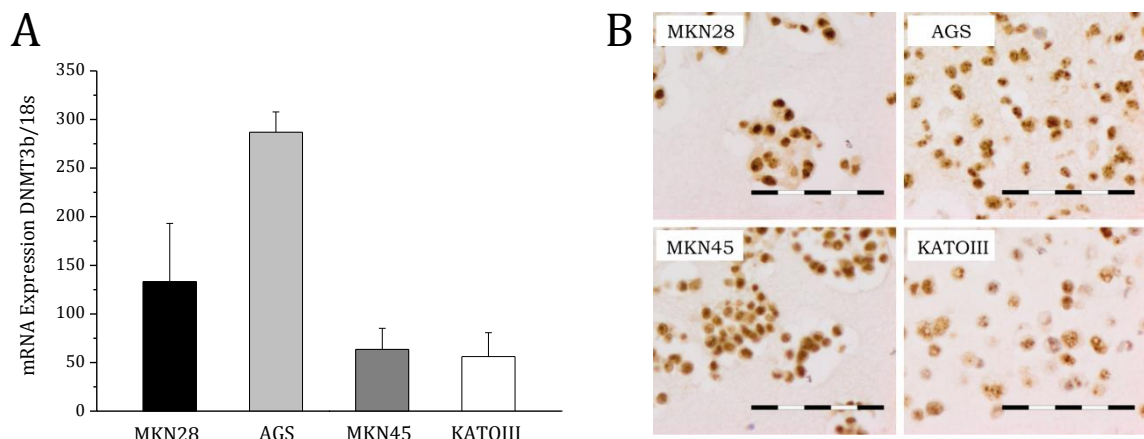 A
mRNA Expression DNMT3b/18s
350
300
250
200
150
100
50
0
MKN28 AGS MKN45 KATOIII
B
MKN28 AGS
MKN45 KATOIII